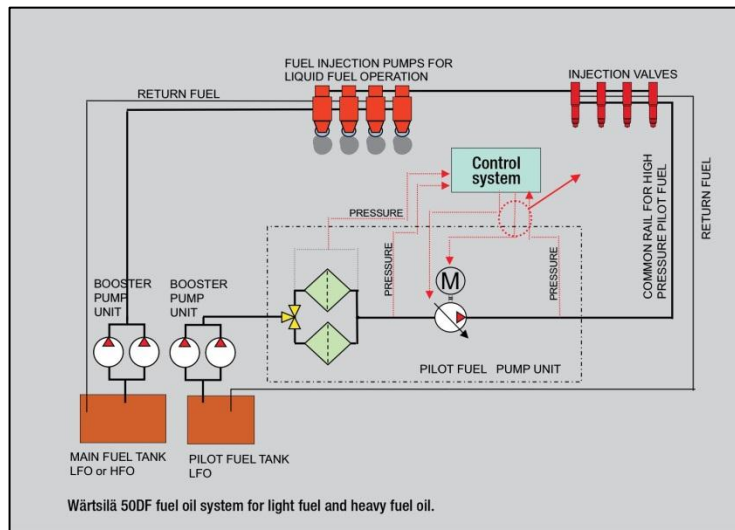 FUEL INJECTION PUMPS FOR
LIQUID FUEL OPERATION
INJECTION VALVES
RETURN FUEL
Control
system
PRESSURE
PRESSURE
PRESSURE
COMMON RAIL FOR HIGH
PRESSURE PILOT FUEL
RETURN FUEL
BOOSTER
PUMP
UNIT
BOOSTER
PUMP
UNIT
M
PILOT FUEL PUMP UNIT
MAIN FUEL TANK
LFO or HFO
PILOT FUEL TANK
LFO
Wärtsilä 50DF fuel oil system for light fuel and heavy fuel oil.